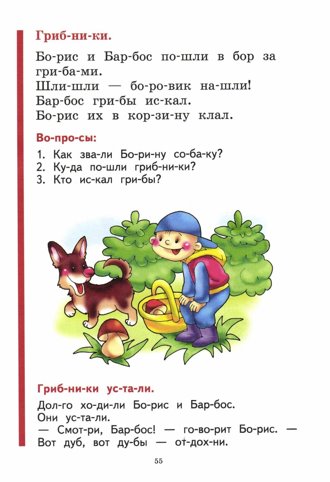 Гриб-ни-ки.
Бо-рис и Бар-бос по-шли в бор за
гри-ба-ми.
Шли-шли — бо-ро-вик на-шли!
Бар-бос гри-бы ис-кал.
Бо-рис их в кор-зи-ну клал.
Во-про-сы:
1. Как зва-ли Бо-ри-ну со-ба-ку?
2. Ку-да по-шли гриб-ни-ки?
3. Кто ис-кал гри-бы?
Гриб-ни-ки ус-та-ли.
Дол-го хо-ди-ли Бо-рис и Бар-бос.
Они ус-та-ли.
— Смот-ри, Бар-бос! — го-во-рит Бо-рис. —
Вот дуб, вот ду-бы — от-дох-ни.
55